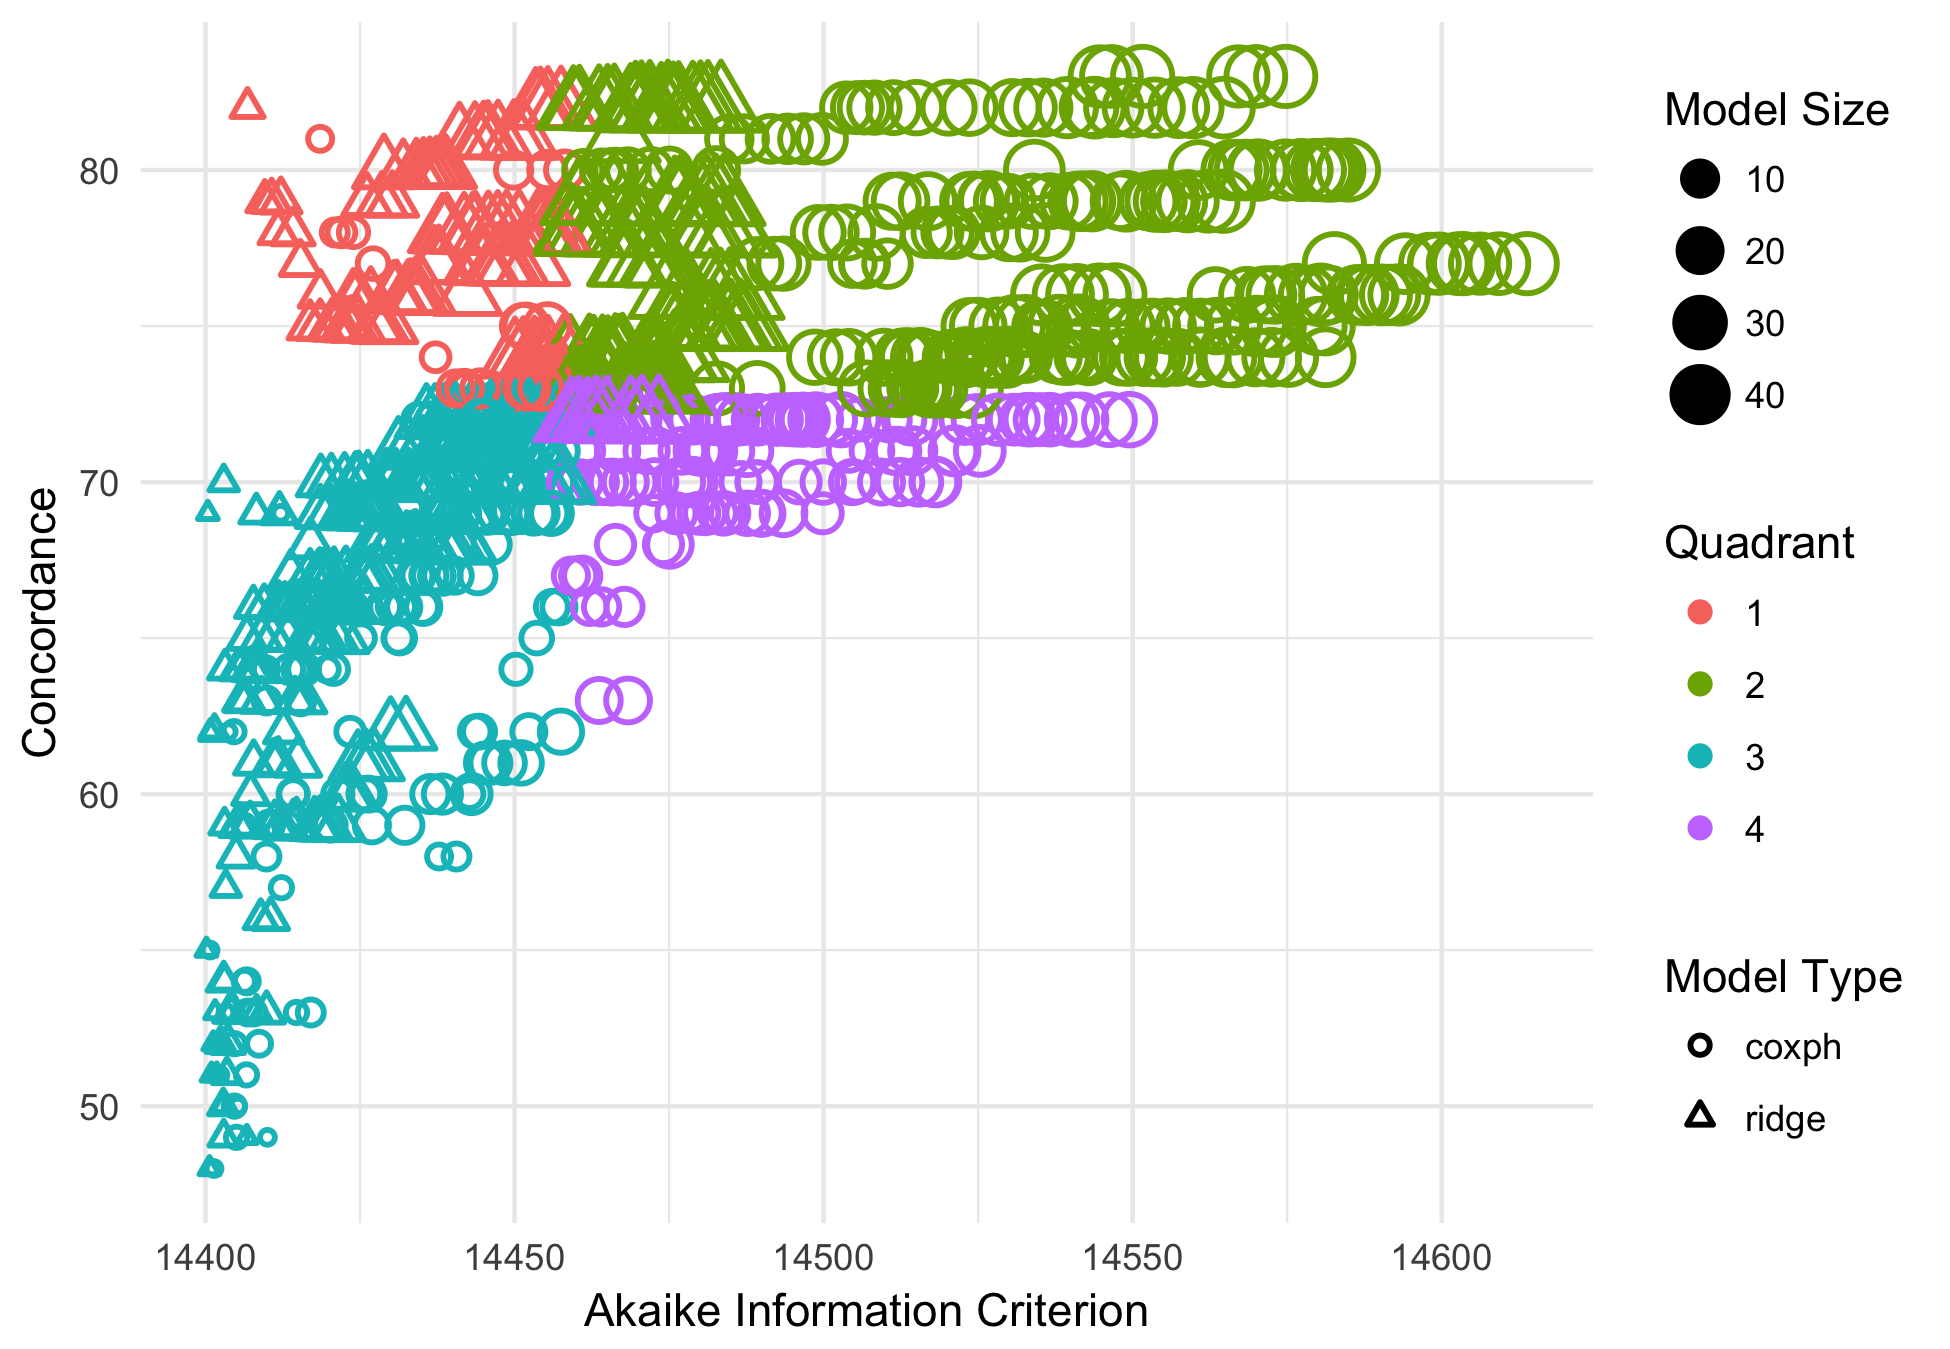 80
70
60
50
Concordance
14400
14450
14500
14550
14600
Akaike Information Criterion
Model Size
10
20
30
40
Quadrant
1
2
3
4
Model Type
coxph
ridge